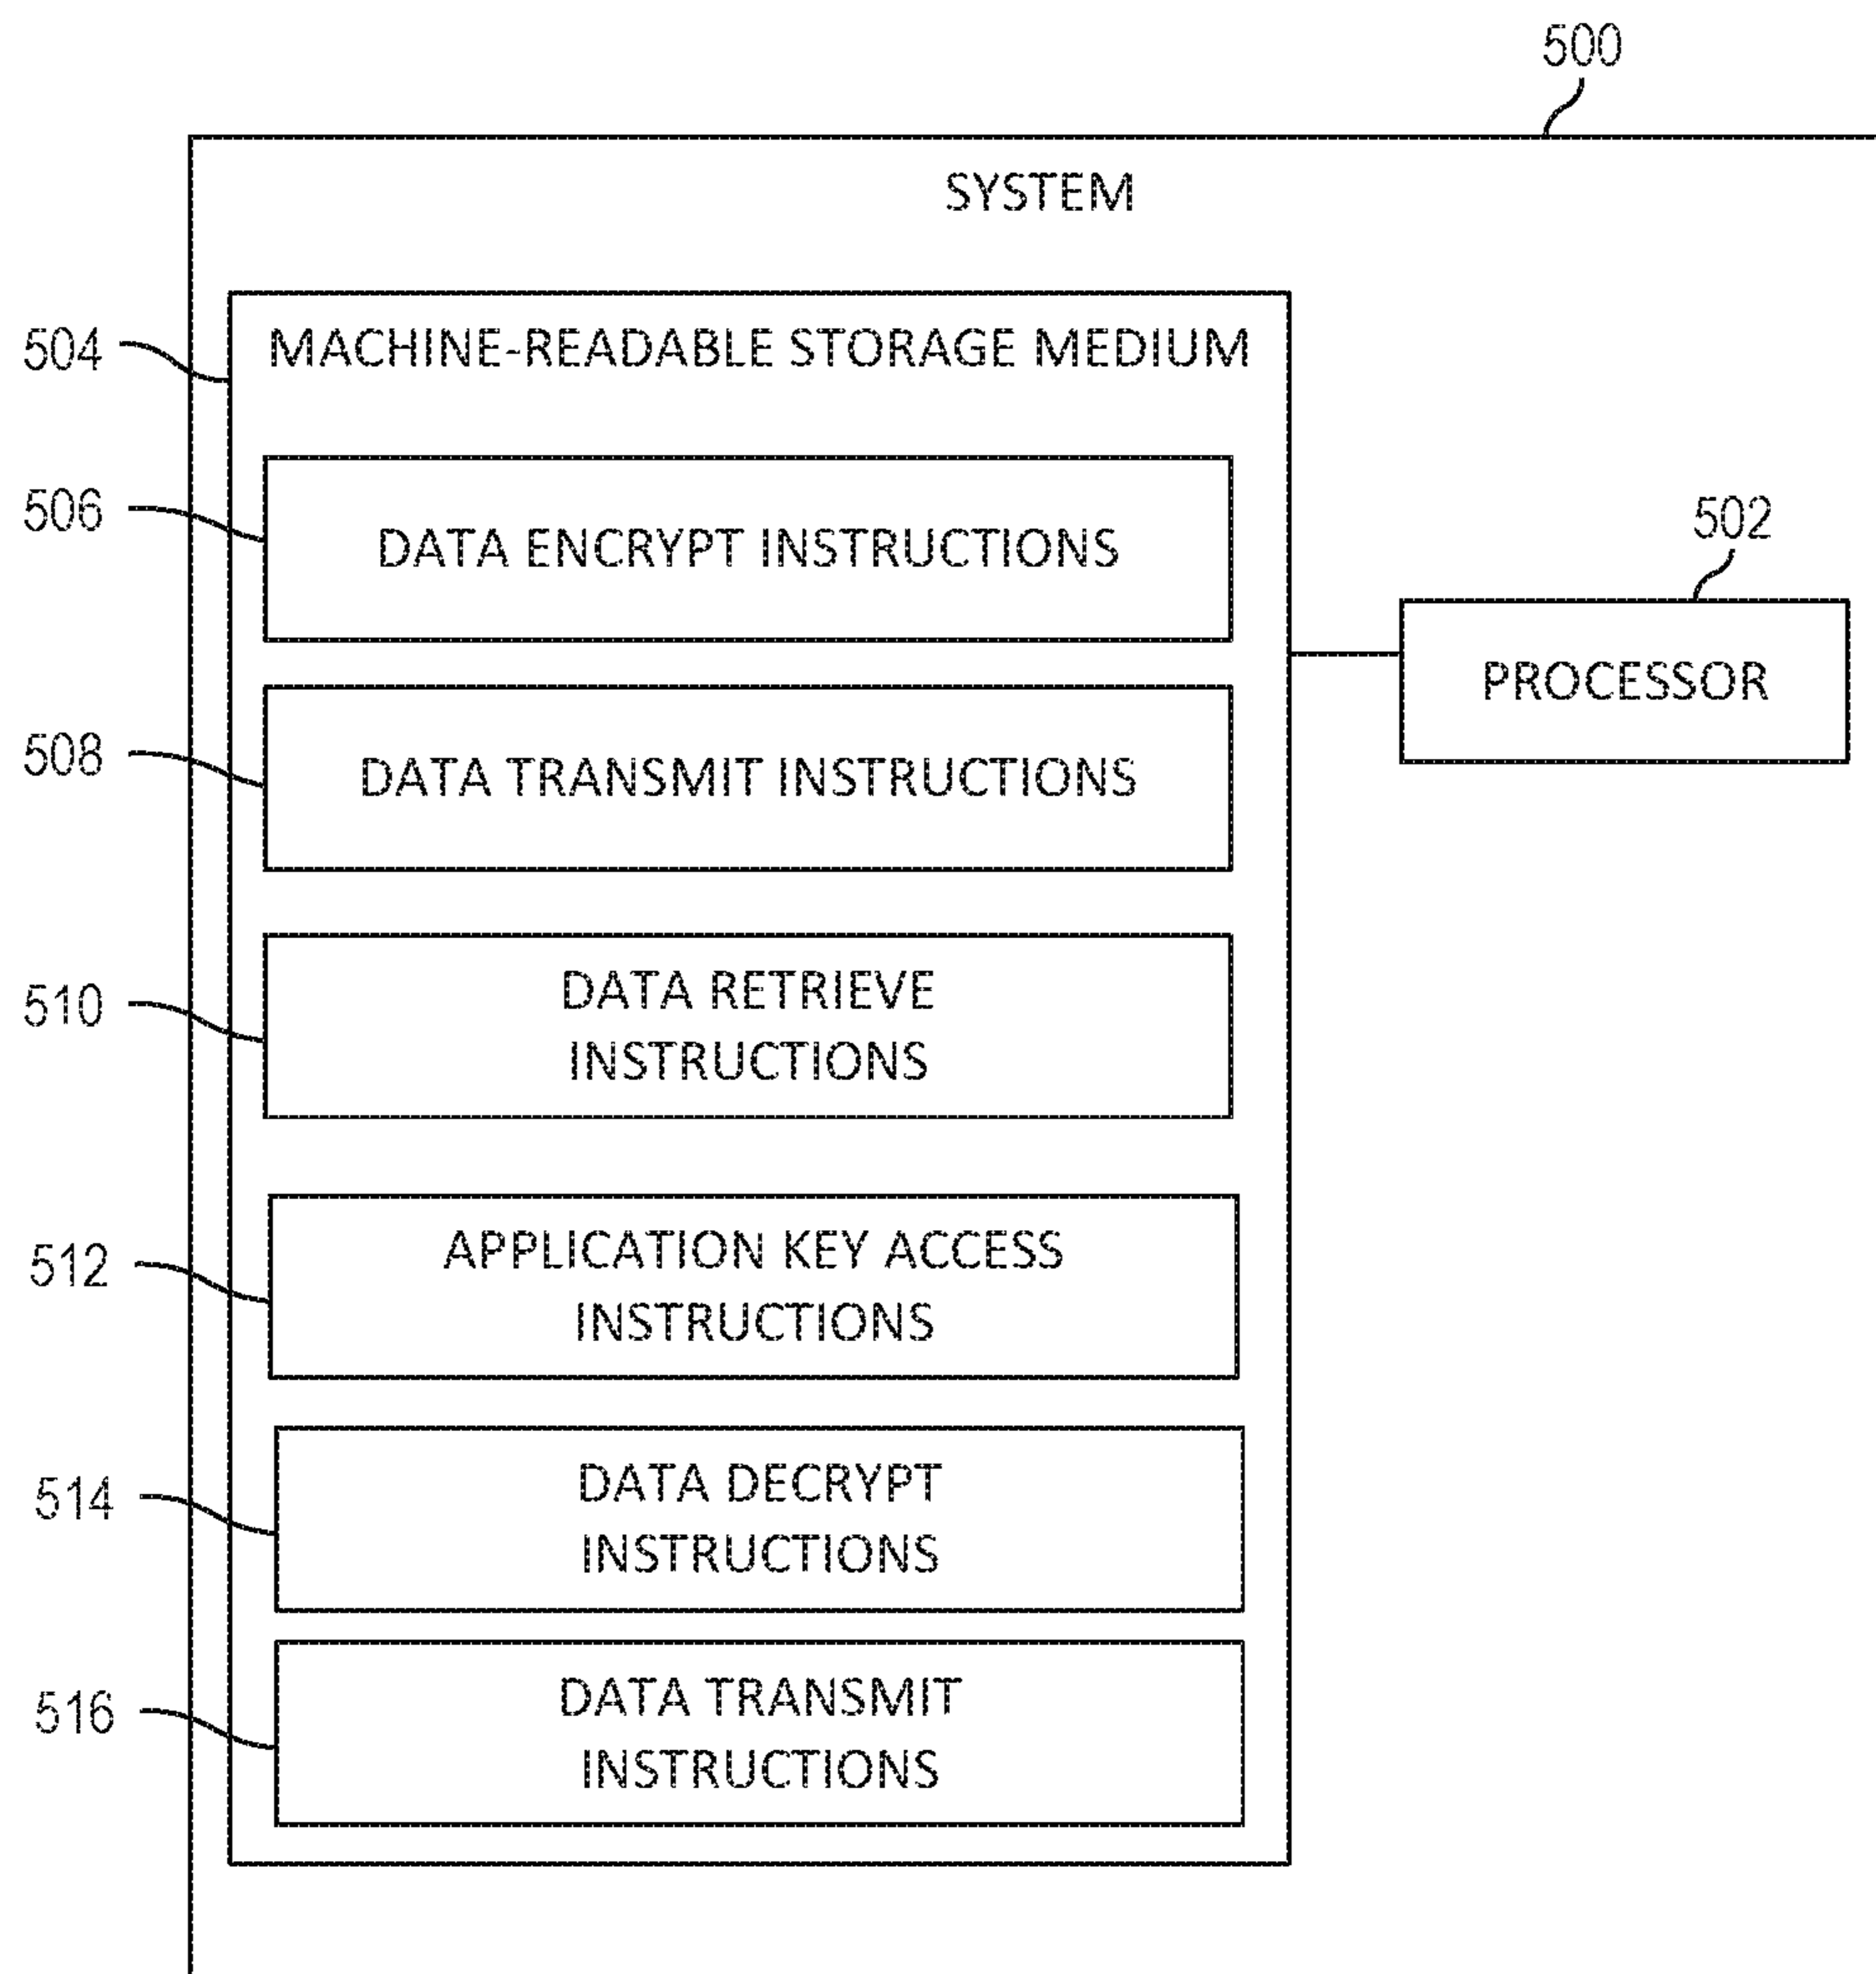 500
SYSTEM
504
MACHINE-READABLE STORAGE MEDIUM
506
DATA ENCRYPT INSTRUCTIONS
502
PROCESSOR
508
DATA TRANSMIT INSTRUCTIONS
510
DATA RETRIEVE
INSTRUCTIONS
512
APPLICATION KEY ACCESS
INSTRUCTIONS
514
DATA DECRYPT
INSTRUCTIONS
516
DATA TRANSMIT
INSTRUCTIONS